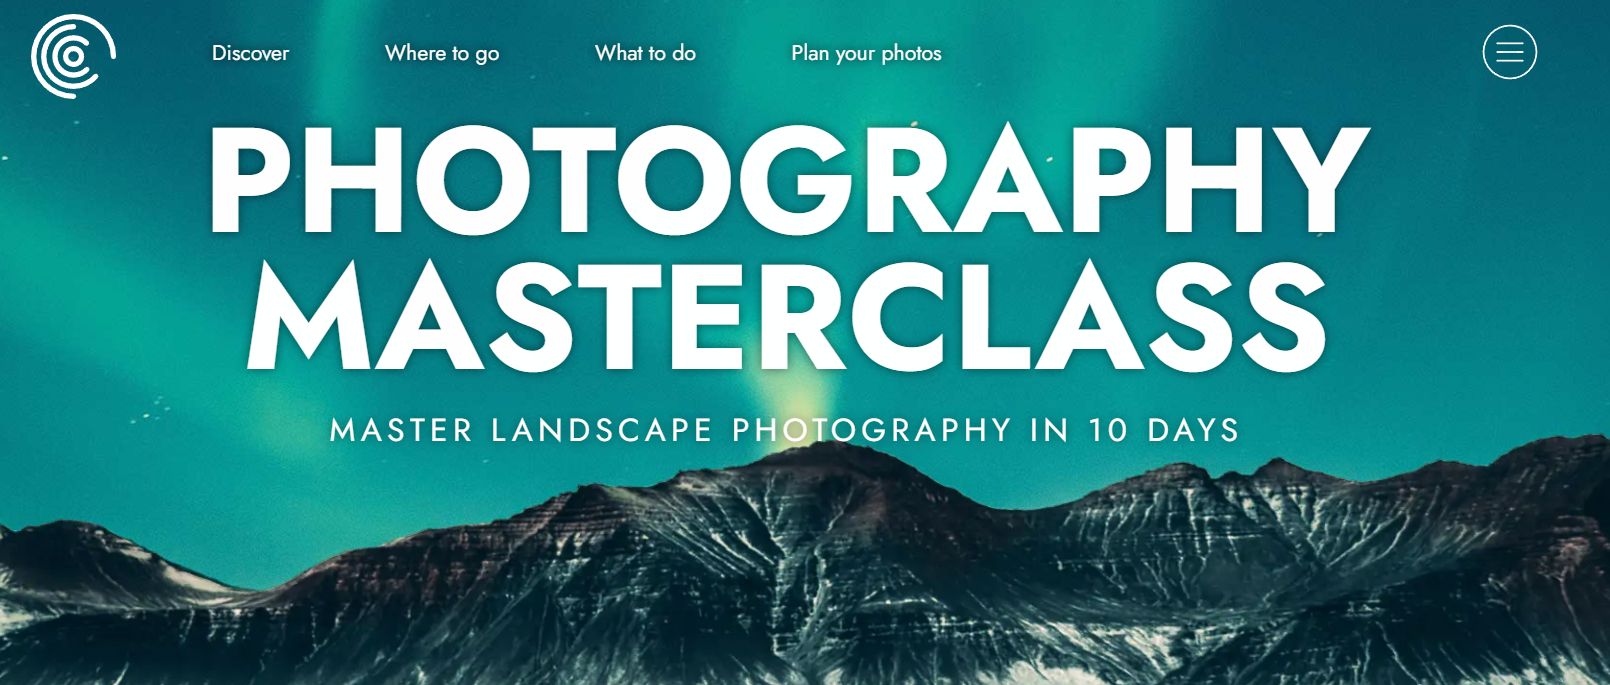 Discover Where to go What to do Plan your photos
PHOTOGRAPHY
MASTERCLASS
MASTER LANDSCAPE PHOTOGRAPHY IN 10 DAYS